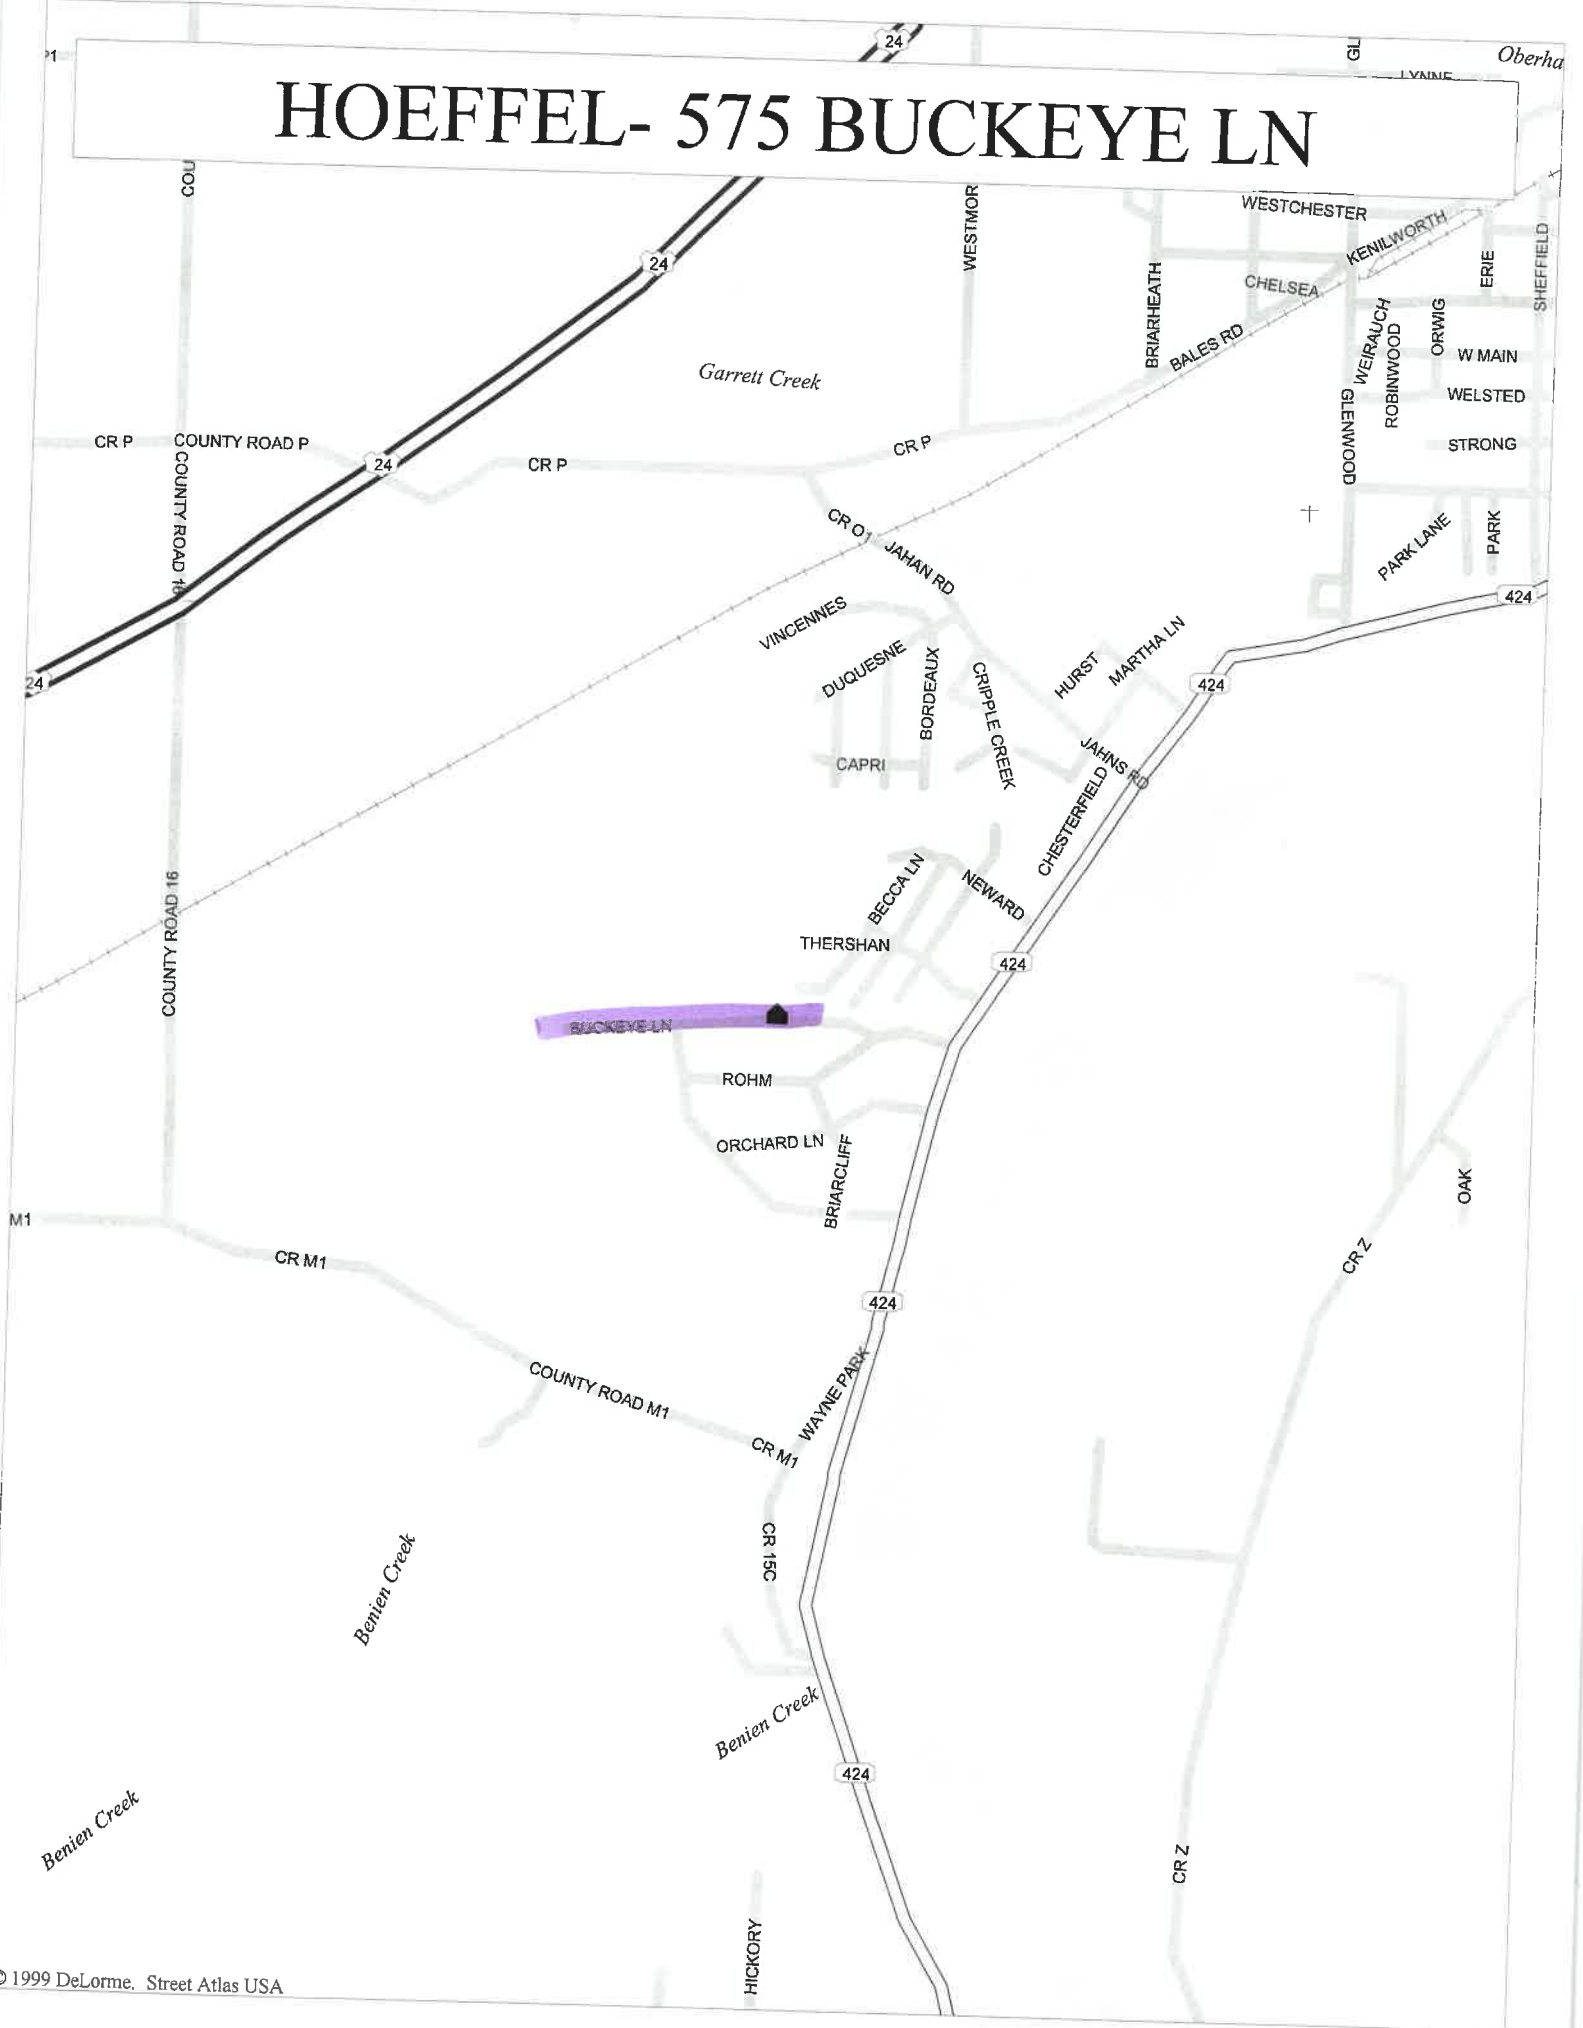 24
GL
Oberha
P1
LYNNE
HOEFFEL- 575 BUCKEYE LN
COU
WESTMOR
WESTCHESTER
KENILWORTH
ERIE
SHEFFIELD
24
CHELSEA
BRIARHEATH
BALES RD
WEIRAUCH
ROBINWOOD
ORWIG
W MAIN
Garrett Creek
WELSTED
GLENWOOD
STRONG
CR P
COUNTY ROAD P
24
CR P
CR P
COUNTY ROAD 16
CR O1
JAHAN RD
PARK LANE
PARK
424
VINCENNES
DUQUESNE
BORDEAUX
CRIPPLE CREEK
HURST
MARTHA LN
424
24
CAPRI
JAHNS RD
CHESTERFIELD
BECCA LN
NEWARD
COUNTY ROAD 16
THERSHAN
424
BUCKEYE LN
ROHM
ORCHARD LN
BRIARCLIFF
OAK
M1
CR M1
CR Z
424
COUNTY ROAD M1
WAYNE PARK
CR M1
CR 15C
Benien Creek
Benien Creek
424
Benien Creek
CR Z
HICKORY
© 1999 DeLorme. Street Atlas USA